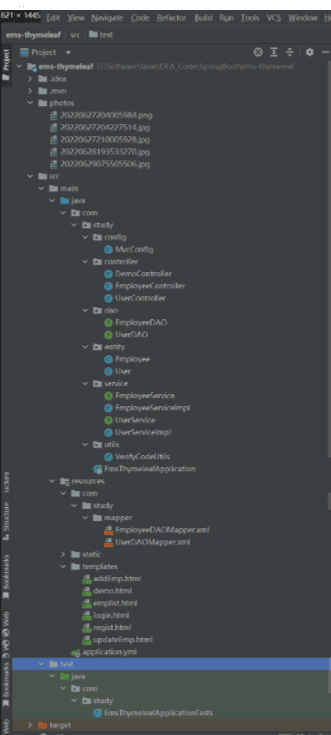 821 × 1445 Edit View Navigate Code Refactor Build Run Tools VCS Window H
ems-thymeleaf src test
Project
ems-thymeleaf D:\Software\Java\IDEA_Code\SpringBoot\ems-thymeleaf
.idea
.mvn
photos
20220627204005984.png
20220627204227514.jpg
20220627210005928.jpg
20220628193533270.jpg
20220629075505506.jpg
src
main
java
com
study
config
MvcConfig
controller
DemoController
EmployeeController
UserController
dao
EmployeeDAO
UserDAO
entity
Employee
User
service
EmployeeService
EmployeeServiceImpl
UserService
UserServiceImpl
utils
VerifyCodeUtils
EmsThymeleafApplication
resources
com
study
mapper
EmployeeDAOMapper.xml
UserDAOMapper.xml
static
templates
addEmp.html
demo.html
emplist.html
login.html
regist.html
updateEmp.html
application.yml
test
java
com
study
EmsThymeleafApplicationTests
target
Project
Structure
Bookmarks
Web
Bookmarks
Web